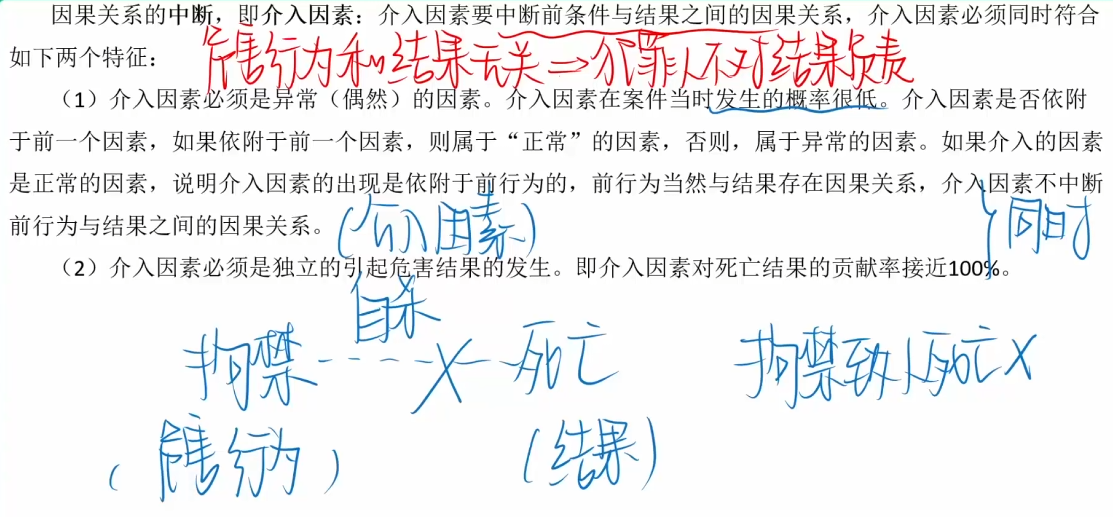 因果关系的中断，即介入因素：介入因素要中断前条件与结果之间的因果关系，介入因素必须同时符合
如下两个特征：
危害行为和结果无关⇒犯罪人不对结果负责
（1）介入因素必须是异常（偶然）的因素。介入因素在案件当时发生的概率很低。介入因素是否依附
于前一个因素，如果依附于前一个因素，则属于“正常”的因素，否则，属于异常的因素。如果介入的因素
是正常的因素，说明介入因素的出现是依附于前行为的，前行为当然与结果存在因果关系，介入因素不中断
前行为与结果之间的因果关系。
（介入因素）
同时
（2）介入因素必须是独立的引起危害结果的发生。即介入因素对死亡结果的贡献率接近100%。
自杀
拘禁 ---X-- 死亡
拘禁致人死亡X
（危害行为）
（结果）